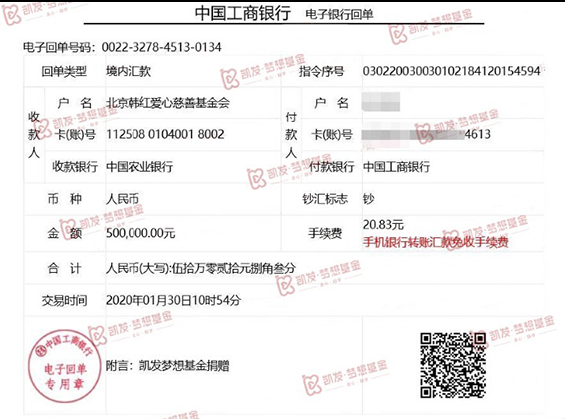 中国工商银行 电子银行回单
电子回单号码：0022-3278-4513-0134
回单类型 境内汇款 指令序号 030220030030102184120154594
收款人 户 名 北京韩红爱心慈善基金会 付款人 户 名
卡(账)号 112508 0104001 8002 卡(账)号 4613
收款银行 中国农业银行 付款银行 中国工商银行
币 种 人民币 钞汇标志 钞
金 额 500,000.00元 手续费 20.83元
手机银行转账汇款免收手续费
合 计 人民币(大写):伍拾万零贰拾元捌角叁分
交易时间 2020年01月30日10时54分
中国工商银行
电子回单
专用章
附言：凯发梦想基金捐赠
凯发·梦想基金